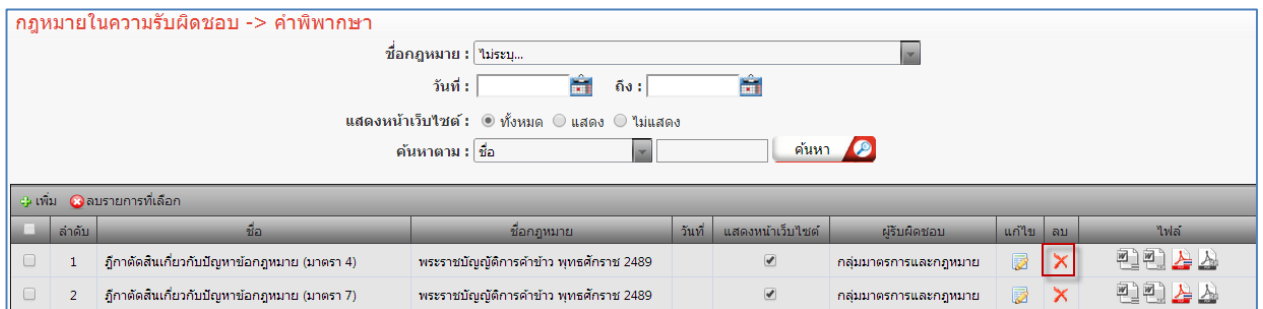 กฎหมายในความรับผิดชอบ -> คำพิพากษา
ชื่อกฎหมาย : ไม่ระบุ...
วันที่ : ถึง :
แสดงหน้าเว็บไซต์ : ทั้งหมด แสดง ไม่แสดง
ค้นหาตาม : ชื่อ ค้นหา
เพิ่ม ลบรายการที่เลือก
ลำดับ ชื่อ ชื่อกฎหมาย วันที่ แสดงหน้าเว็บไซต์ ผู้รับผิดชอบ แก้ไข ลบ ไฟล์
1 ฎีกาตัดสินเกี่ยวกับปัญหาข้อกฎหมาย (มาตรา 4) พระราชบัญญัติการค้าข้าว พุทธศักราช 2489 กลุ่มมาตรการและกฎหมาย
2 ฎีกาตัดสินเกี่ยวกับปัญหาข้อกฎหมาย (มาตรา 7) พระราชบัญญัติการค้าข้าว พุทธศักราช 2489 กลุ่มมาตรการและกฎหมาย